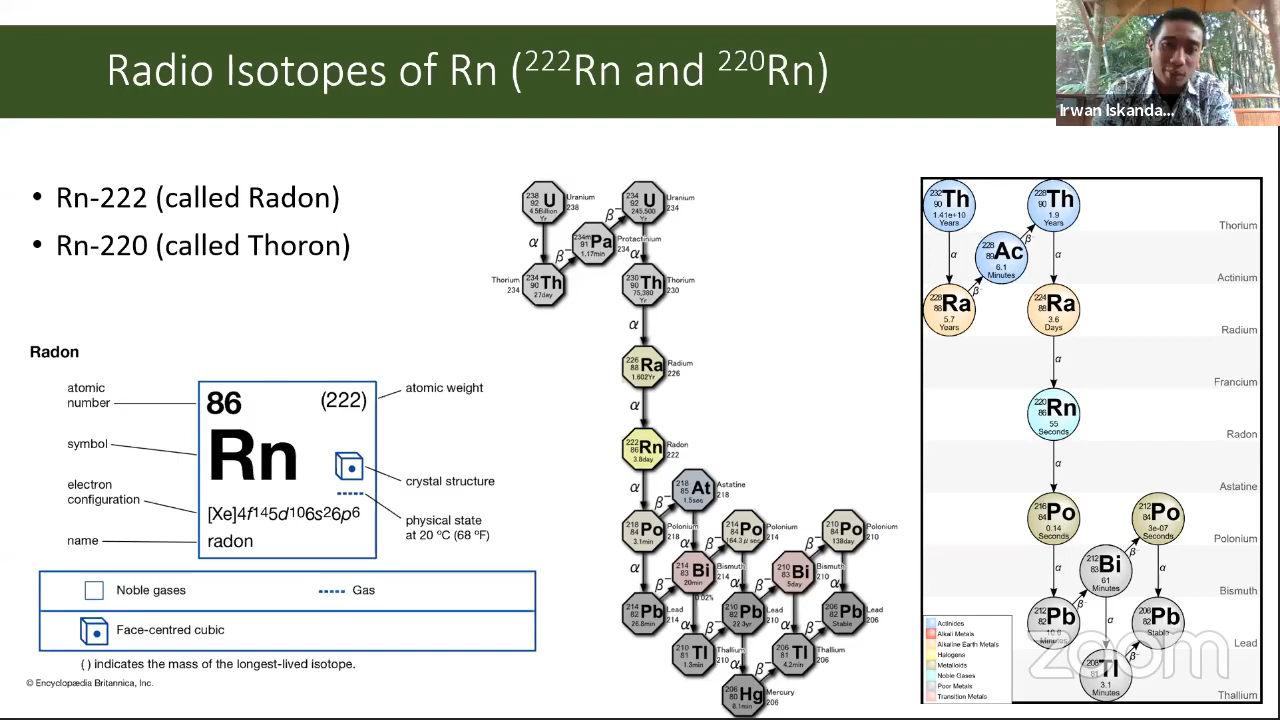 Radio Isotopes of Rn (222Rn and 220Rn)
Irwan Iskanda...
• Rn-222 (called Radon)
• Rn-220 (called Thoron)
Radon
atomic
number
symbol
electron
configuration
name
86
(222)
Rn
[Xe]4f145d106s26p6
radon
atomic weight
crystal structure
physical state
at 20 ºC (68 ºF)
Noble gases
Gas
Face-centred cubic
( ) indicates the mass of the longest-lived isotope.
© Encyclopædia Britannica, Inc.
238 92 U 4.5Billion Yr
Uranium 238
234 92 U 245,500 Yr
Uranium 234
234m 91 Pa 1.17min
Protactinium 234
α
β-
β-
α
Thorium 234
234 90 Th 27day
230 90 Th 75,380 Yr
Thorium 230
α
226 88 Ra 1.602Yr
Radium 226
α
222 86 Rn 3.8day
Radon 222
α
β-
218 85 At 1.5sec
Astatine 218
218 84 Po 3.1min
Polonium 218
α
β-
214 84 Po 164.3 μ sec
Polonium 214
β-
210 84 Po 138day
Polonium 210
α
β-
214 83 Bi 20min
Bismuth 214
α
β-
210 83 Bi 5day
Bismuth 210
α
0.02%
214 82 Pb 26.8min
Lead 214
α
β-
210 82 Pb 22.3yr
Lead 210
α
β-
206 82 Pb Stable
Lead 206
210 81 Tl 1.3min
Thallium 210
α
β-
206 81 Tl 4.2min
Thallium 206
206 80 Hg 8.1min
Mercury 206
232 90 Th 1.41e+10 Years
228 90 Th 1.9 Years
Thorium
α
β-
α
228 89 Ac 6.1 Minutes
Actinium
β-
228 88 Ra 5.7 Years
224 88 Ra 3.6 Days
Radium
α
Francium
220 86 Rn 55 Seconds
Radon
α
Astatine
216 84 Po 0.14 Seconds
212 84 Po 3e-07 Seconds
Polonium
α
β-
α
212 83 Bi 61 Minutes
Bismuth
β-
α
212 82 Pb 10.6 Minutes
208 82 Pb Stable
Lead
β-
208 81 Tl 3.1 Minutes
Thallium
Actinides
Alkali Metals
Alkaline Earth Metals
Halogens
Metalloids
Noble Gases
Poor Metals
Transition Metals
zoom